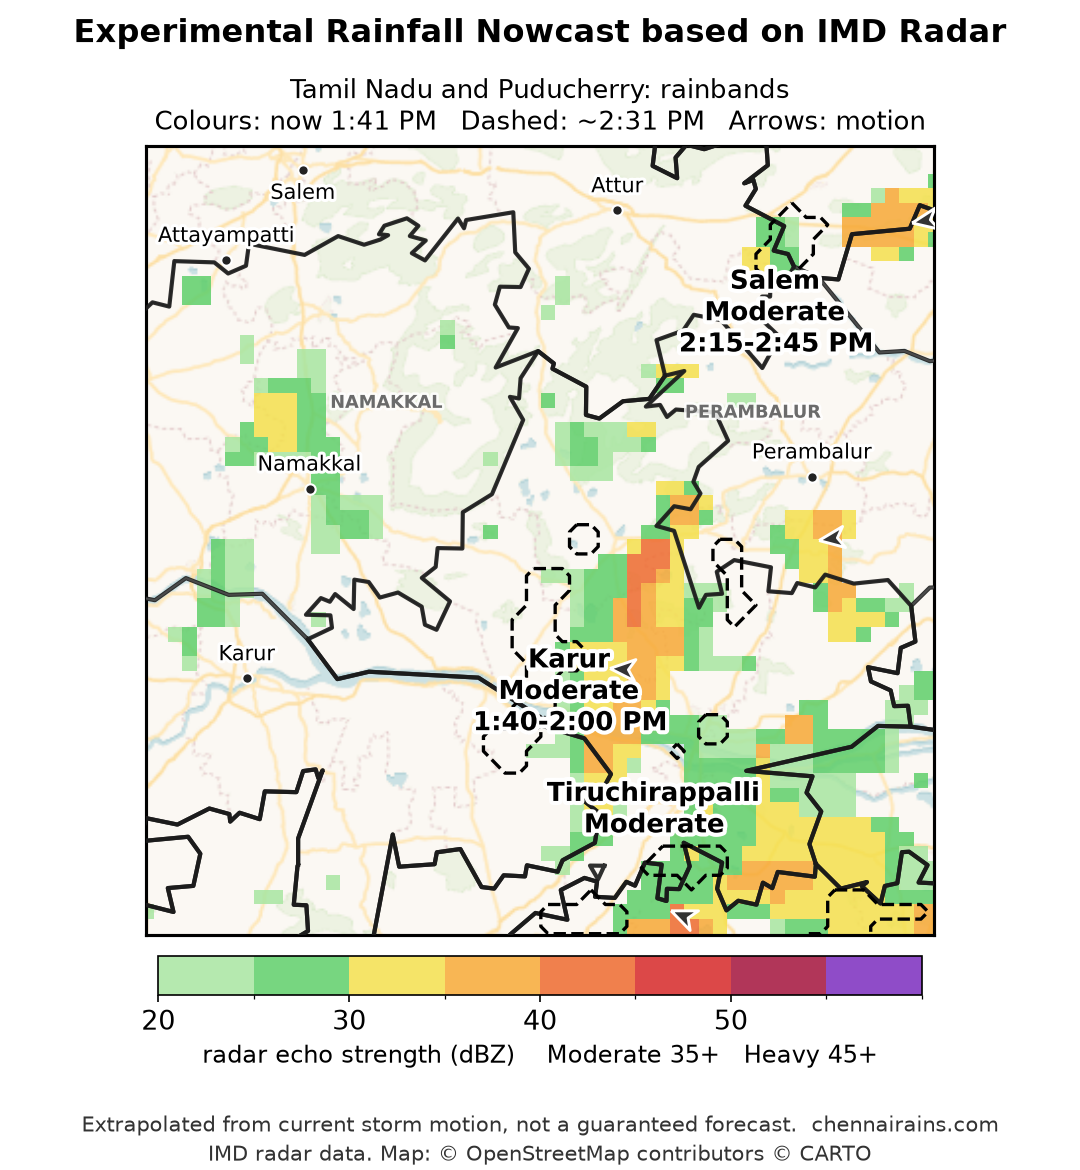 Experimental Rainfall Nowcast based on IMD Radar
Tamil Nadu and Puducherry: rainbands
Colours: now 1:41 PM   Dashed: ~2:31 PM   Arrows: motion
Salem
Attur
Attayampatti
Salem
Moderate
2:15-2:45 PM
NAMAKKAL
PERAMBALUR
Perambalur
Namakkal
Karur
Karur
Moderate
1:40-2:00 PM
Tiruchirappalli
Moderate
20 30 40 50
radar echo strength (dBZ)    Moderate 35+   Heavy 45+
Extrapolated from current storm motion, not a guaranteed forecast.  chennairains.com
IMD radar data. Map: © OpenStreetMap contributors © CARTO